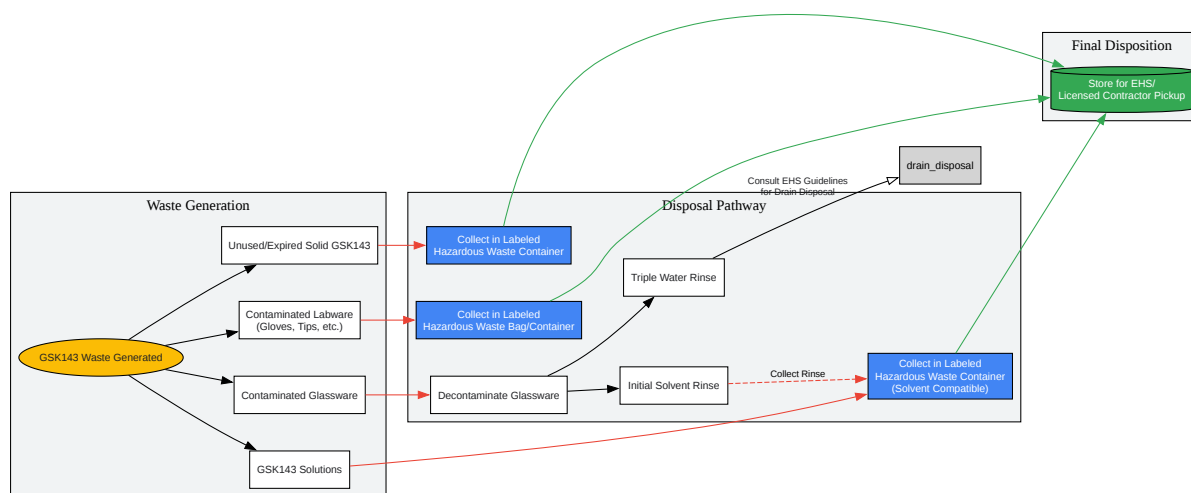 Final Disposition
Store for EHS/
Licensed Contractor Pickup
drain_disposal
Consult EHS Guidelines
for Drain Disposal
Waste Generation
Disposal Pathway
Unused/Expired Solid GSK143
Collect in Labeled
Hazardous Waste Container
Triple Water Rinse
Contaminated Labware
(Gloves, Tips, etc.)
Collect in Labeled
Hazardous Waste Bag/Container
GSK143 Waste Generated
Contaminated Glassware
Decontaminate Glassware
Initial Solvent Rinse
Collect Rinse
Collect in Labeled
Hazardous Waste Container
(Solvent Compatible)
GSK143 Solutions